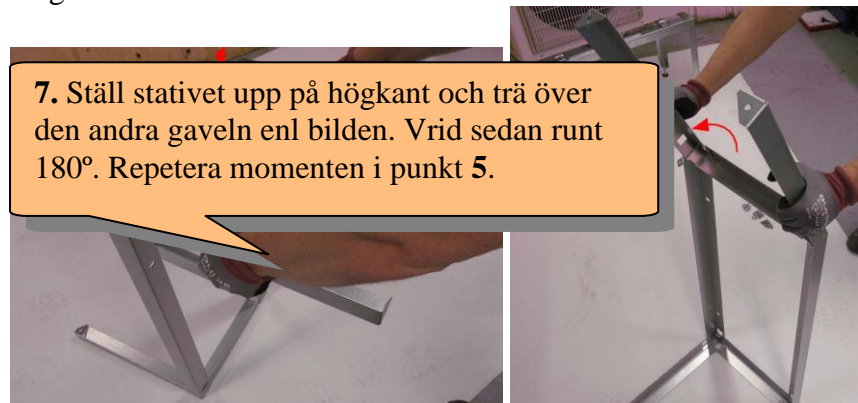 7. Ställ stativet upp på högkant och trä över
den andra gaveln enl bilden. Vrid sedan runt
180º. Repetera momenten i punkt 5.